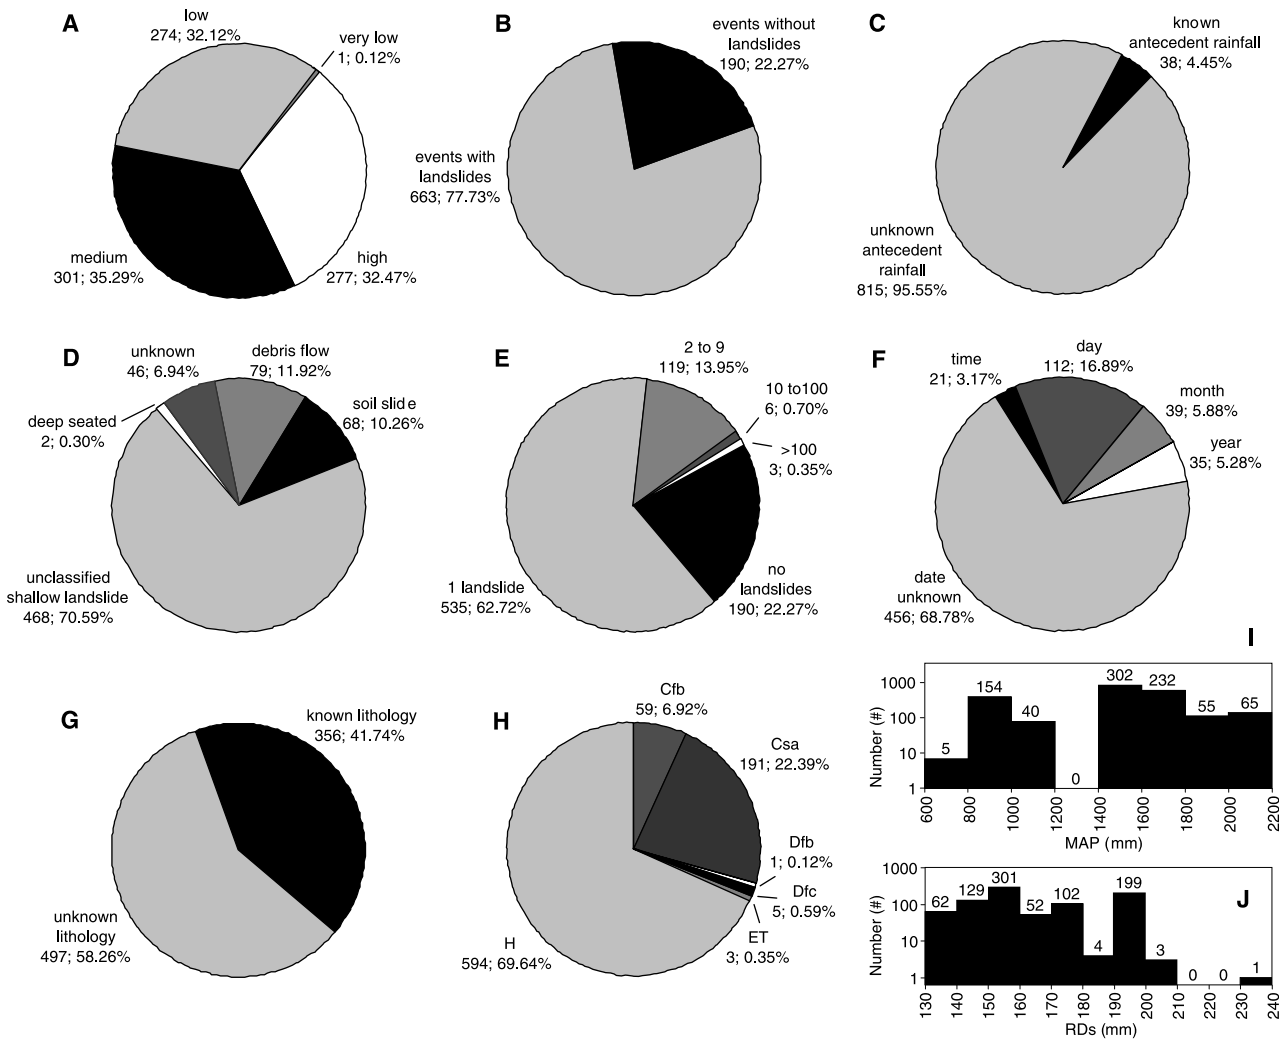 A
low
274; 32.12%
very low
1; 0.12%
medium
301; 35.29%
high
277; 32.47%
B
events without
landslides
190; 22.27%
events with
landslides
663; 77.73%
C
known
antecedent rainfall
38; 4.45%
unknown
antecedent
rainfall
815; 95.55%
D
unknown
46; 6.94%
debris flow
79; 11.92%
deep seated
2; 0.30%
soil slide
68; 10.26%
unclassified
shallow landslide
468; 70.59%
E
2 to 9
119; 13.95%
10 to100
6; 0.70%
>100
3; 0.35%
1 landslide
535; 62.72%
no
landslides
190; 22.27%
F
time
21; 3.17%
day
112; 16.89%
month
39; 5.88%
year
35; 5.28%
date
unknown
456; 68.78%
G
known lithology
356; 41.74%
unknown
lithology
497; 58.26%
H
Cfb
59; 6.92%
Csa
191; 22.39%
Dfb
1; 0.12%
Dfc
5; 0.59%
ET
3; 0.35%
H
594; 69.64%
I
Number (#)
1000
100
10
1
5
154
40
0
302
232
55
65
600
800
1000
1200
1400
1600
1800
2000
2200
MAP (mm)
J
Number (#)
1000
100
10
1
62
129
301
52
102
4
199
3
0
0
1
130
140
150
160
170
180
190
200
210
220
230
240
RDs (mm)